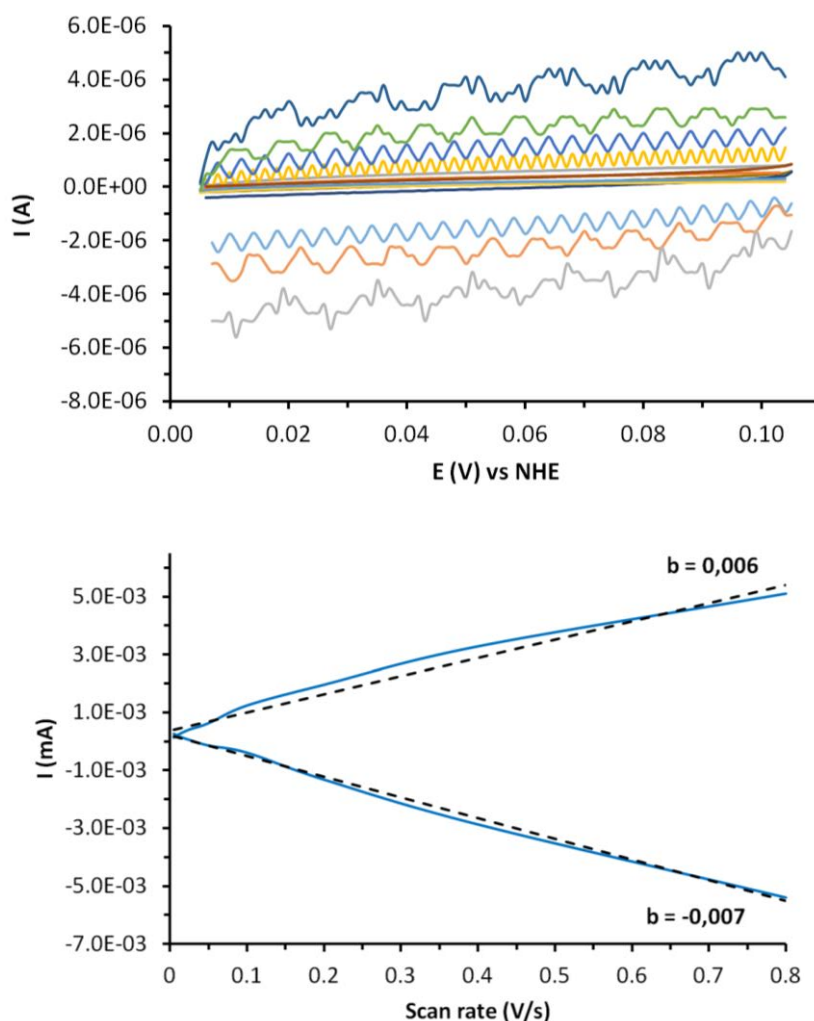 6.0E-06
4.0E-06
2.0E-06
0.0E+00
-2.0E-06
-4.0E-06
-6.0E-06
-8.0E-06
I (A)
0.00 0.02 0.04 0.06 0.08 0.10
E (V) vs NHE
b = 0,006
5.0E-03
3.0E-03
1.0E-03
-1.0E-03
-3.0E-03
-5.0E-03
-7.0E-03
I (mA)
b = -0,007
0 0.1 0.2 0.3 0.4 0.5 0.6 0.7 0.8
Scan rate (V/s)